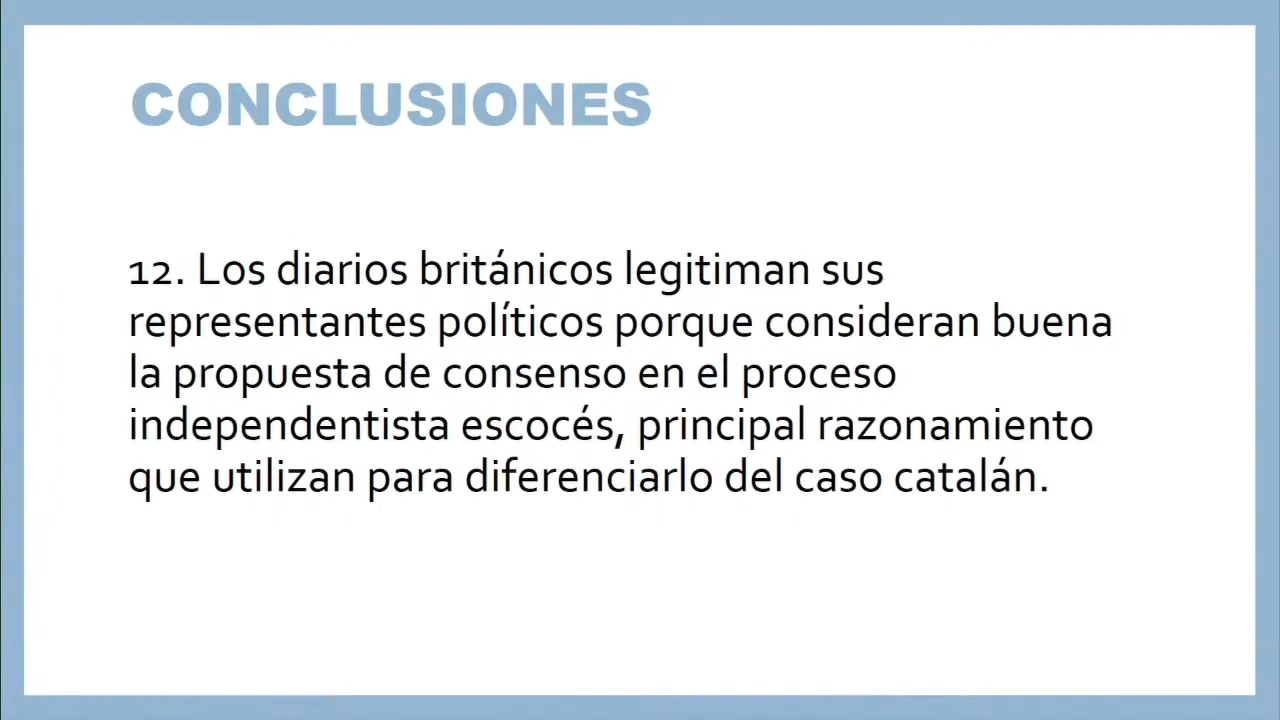 CONCLUSIONES
12. Los diarios británicos legitiman sus
representantes políticos porque consideran buena
la propuesta de consenso en el proceso
independentista escocés, principal razonamiento
que utilizan para diferenciarlo del caso catalán.